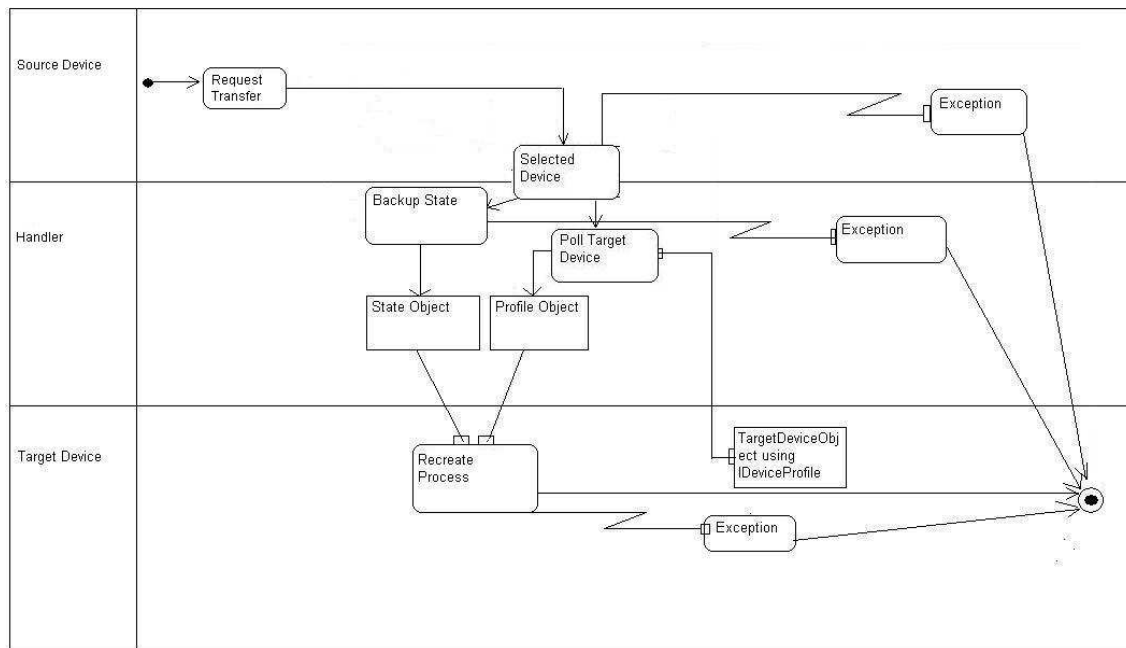 Source Device
Request
Transfer
Exception
Selected
Device
Backup State
Handler
Poll Target
Device
Exception
State Object
Profile Object
Target Device
Recreate
Process
TargetDeviceObj
ect using
IDeviceProfile
Exception